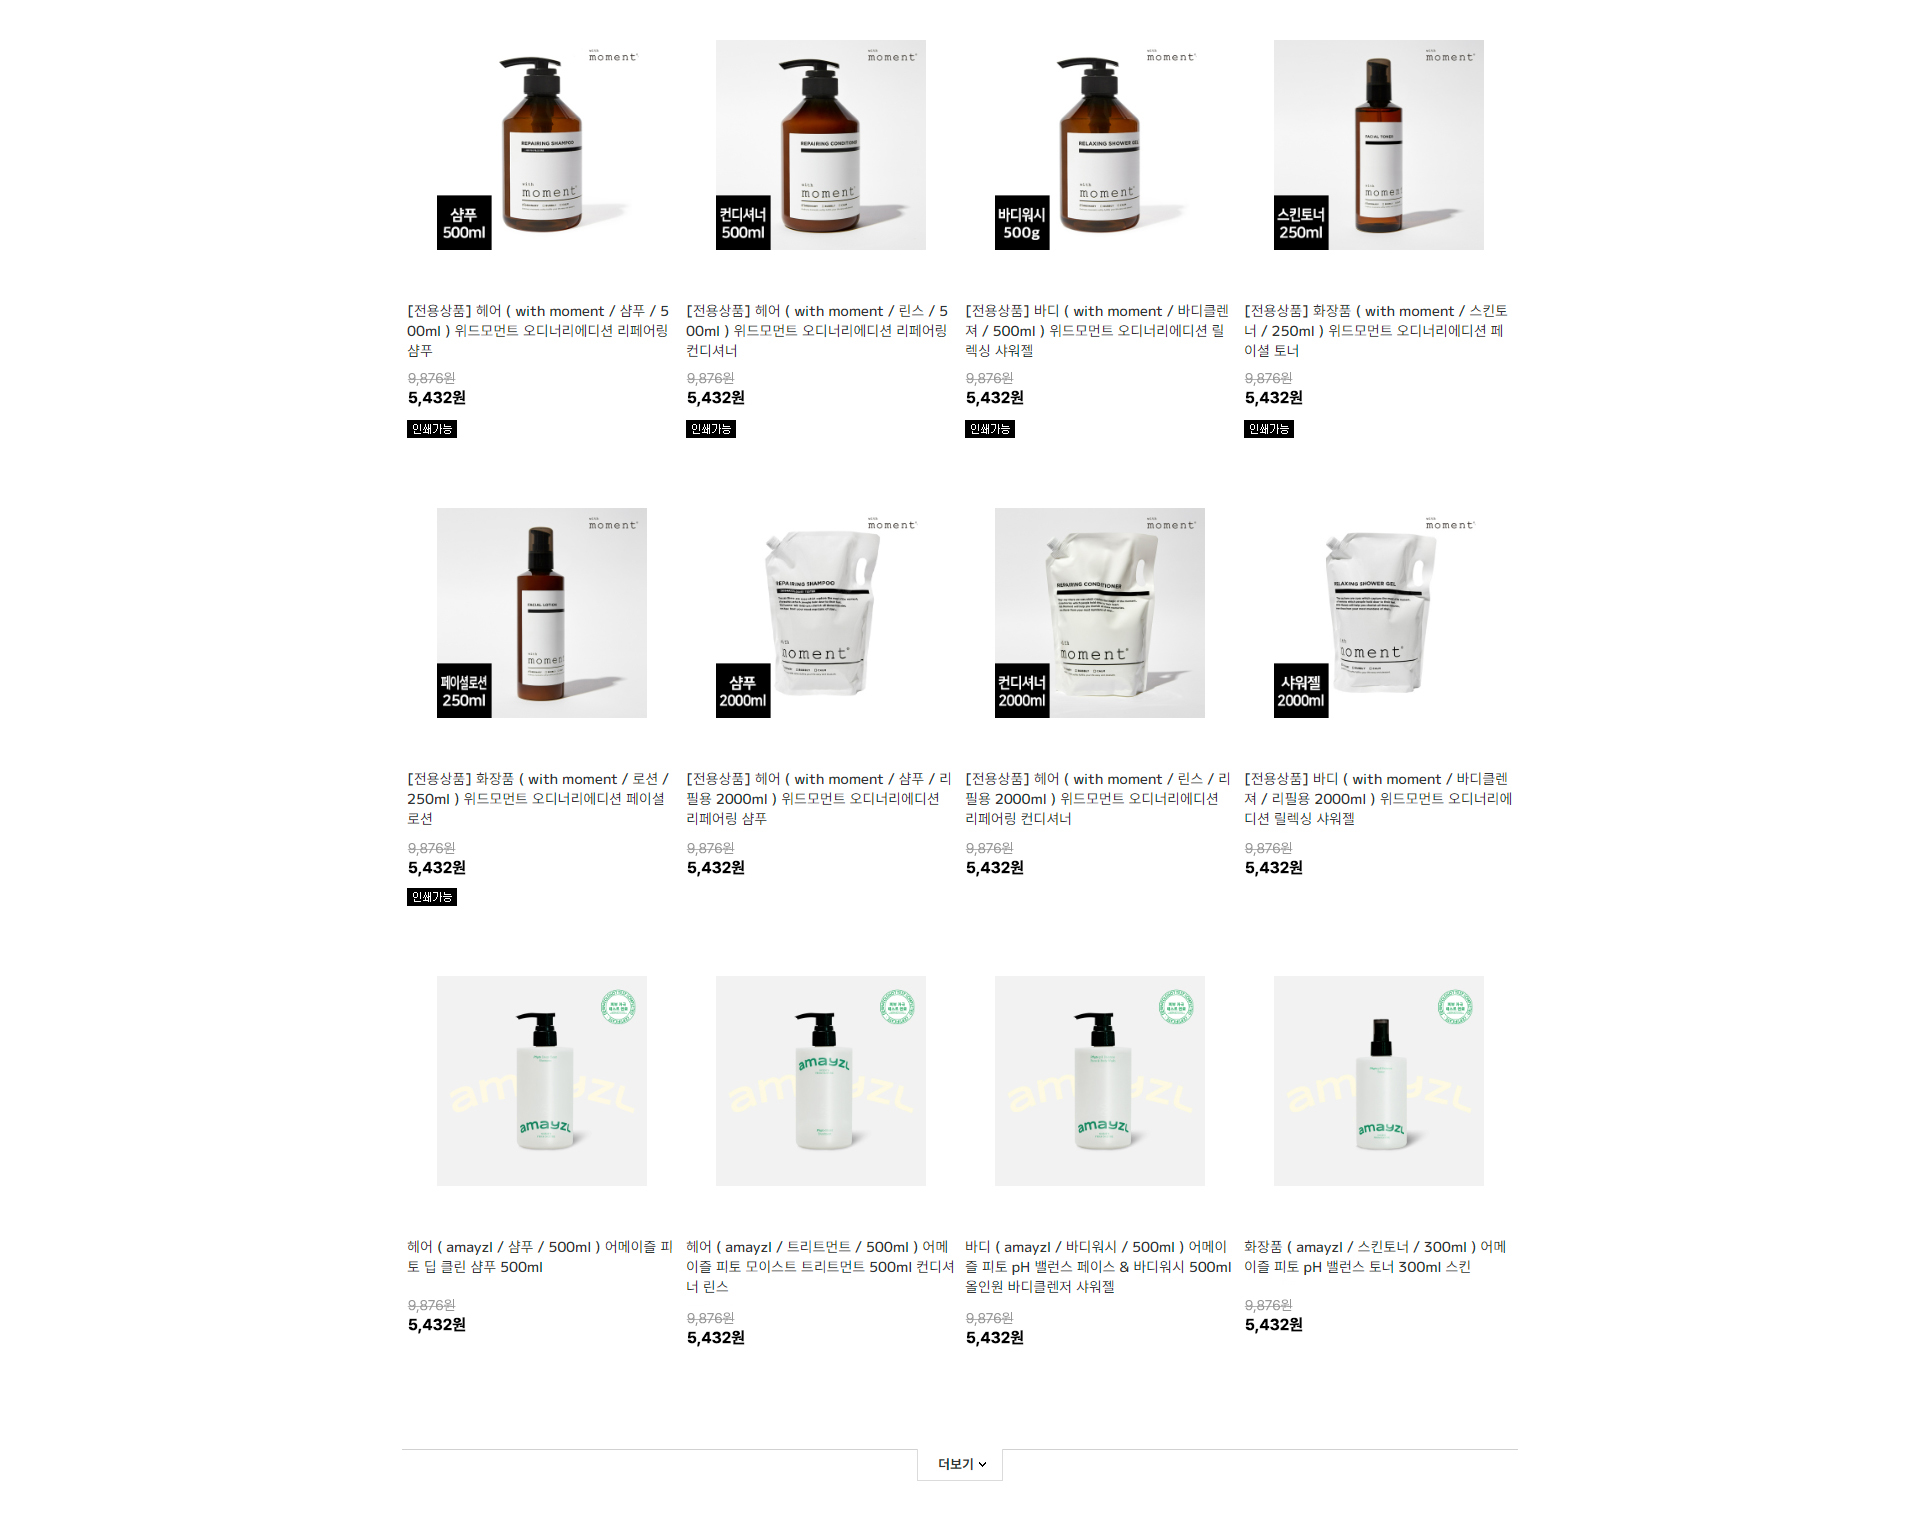 with
moment
REPAIRING SHAMPOO
with
moment
샴푸
500ml
with
moment
REPAIRING CONDITIONER
with
moment
컨디셔너
500ml
with
moment
RELAXING SHOWER GEL
with
moment
바디워시
500g
with
moment
FACIAL TONER
with
moment
스킨토너
250ml
[전용상품] 헤어 ( with moment / 샴푸 / 5
00ml ) 위드모먼트 오디너리에디션 리페어링
샴푸
9,876원
5,432원
인쇄가능
[전용상품] 헤어 ( with moment / 린스 / 5
00ml ) 위드모먼트 오디너리에디션 리페어링
컨디셔너
9,876원
5,432원
인쇄가능
[전용상품] 바디 ( with moment / 바디클렌
져 / 500ml ) 위드모먼트 오디너리에디션 릴
렉싱 샤워젤
9,876원
5,432원
인쇄가능
[전용상품] 화장품 ( with moment / 스킨토
너 / 250ml ) 위드모먼트 오디너리에디션 페
이셜 토너
9,876원
5,432원
인쇄가능
with
moment
FACIAL LOTION
with
moment
페이셜로션
250ml
with
moment
REPAIRING SHAMPOO
with
moment
샴푸
2000ml
with
moment
REPAIRING CONDITIONER
with
moment
컨디셔너
2000ml
with
moment
RELAXING SHOWER GEL
with
moment
샤워젤
2000ml
[전용상품] 화장품 ( with moment / 로션 /
250ml ) 위드모먼트 오디너리에디션 페이셜
로션
9,876원
5,432원
인쇄가능
[전용상품] 헤어 ( with moment / 샴푸 / 리
필용 2000ml ) 위드모먼트 오디너리에디션
리페어링 샴푸
9,876원
5,432원
[전용상품] 헤어 ( with moment / 린스 / 리
필용 2000ml ) 위드모먼트 오디너리에디션
리페어링 컨디셔너
9,876원
5,432원
[전용상품] 바디 ( with moment / 바디클렌
져 / 리필용 2000ml ) 위드모먼트 오디너리에
디션 릴렉싱 샤워젤
9,876원
5,432원
amayzl
amayzl
amayzl
amayzl
헤어 ( amayzl / 샴푸 / 500ml ) 어메이즐 피
토 딥 클린 샴푸 500ml
9,876원
5,432원
헤어 ( amayzl / 트리트먼트 / 500ml ) 어메
이즐 피토 모이스트 트리트먼트 500ml 컨디셔
너 린스
9,876원
5,432원
바디 ( amayzl / 바디워시 / 500ml ) 어메이
즐 피토 pH 밸런스 페이스 & 바디워시 500ml
올인원 바디클렌저 샤워젤
9,876원
5,432원
화장품 ( amayzl / 스킨토너 / 300ml ) 어메
이즐 피토 pH 밸런스 토너 300ml 스킨
9,876원
5,432원
더보기